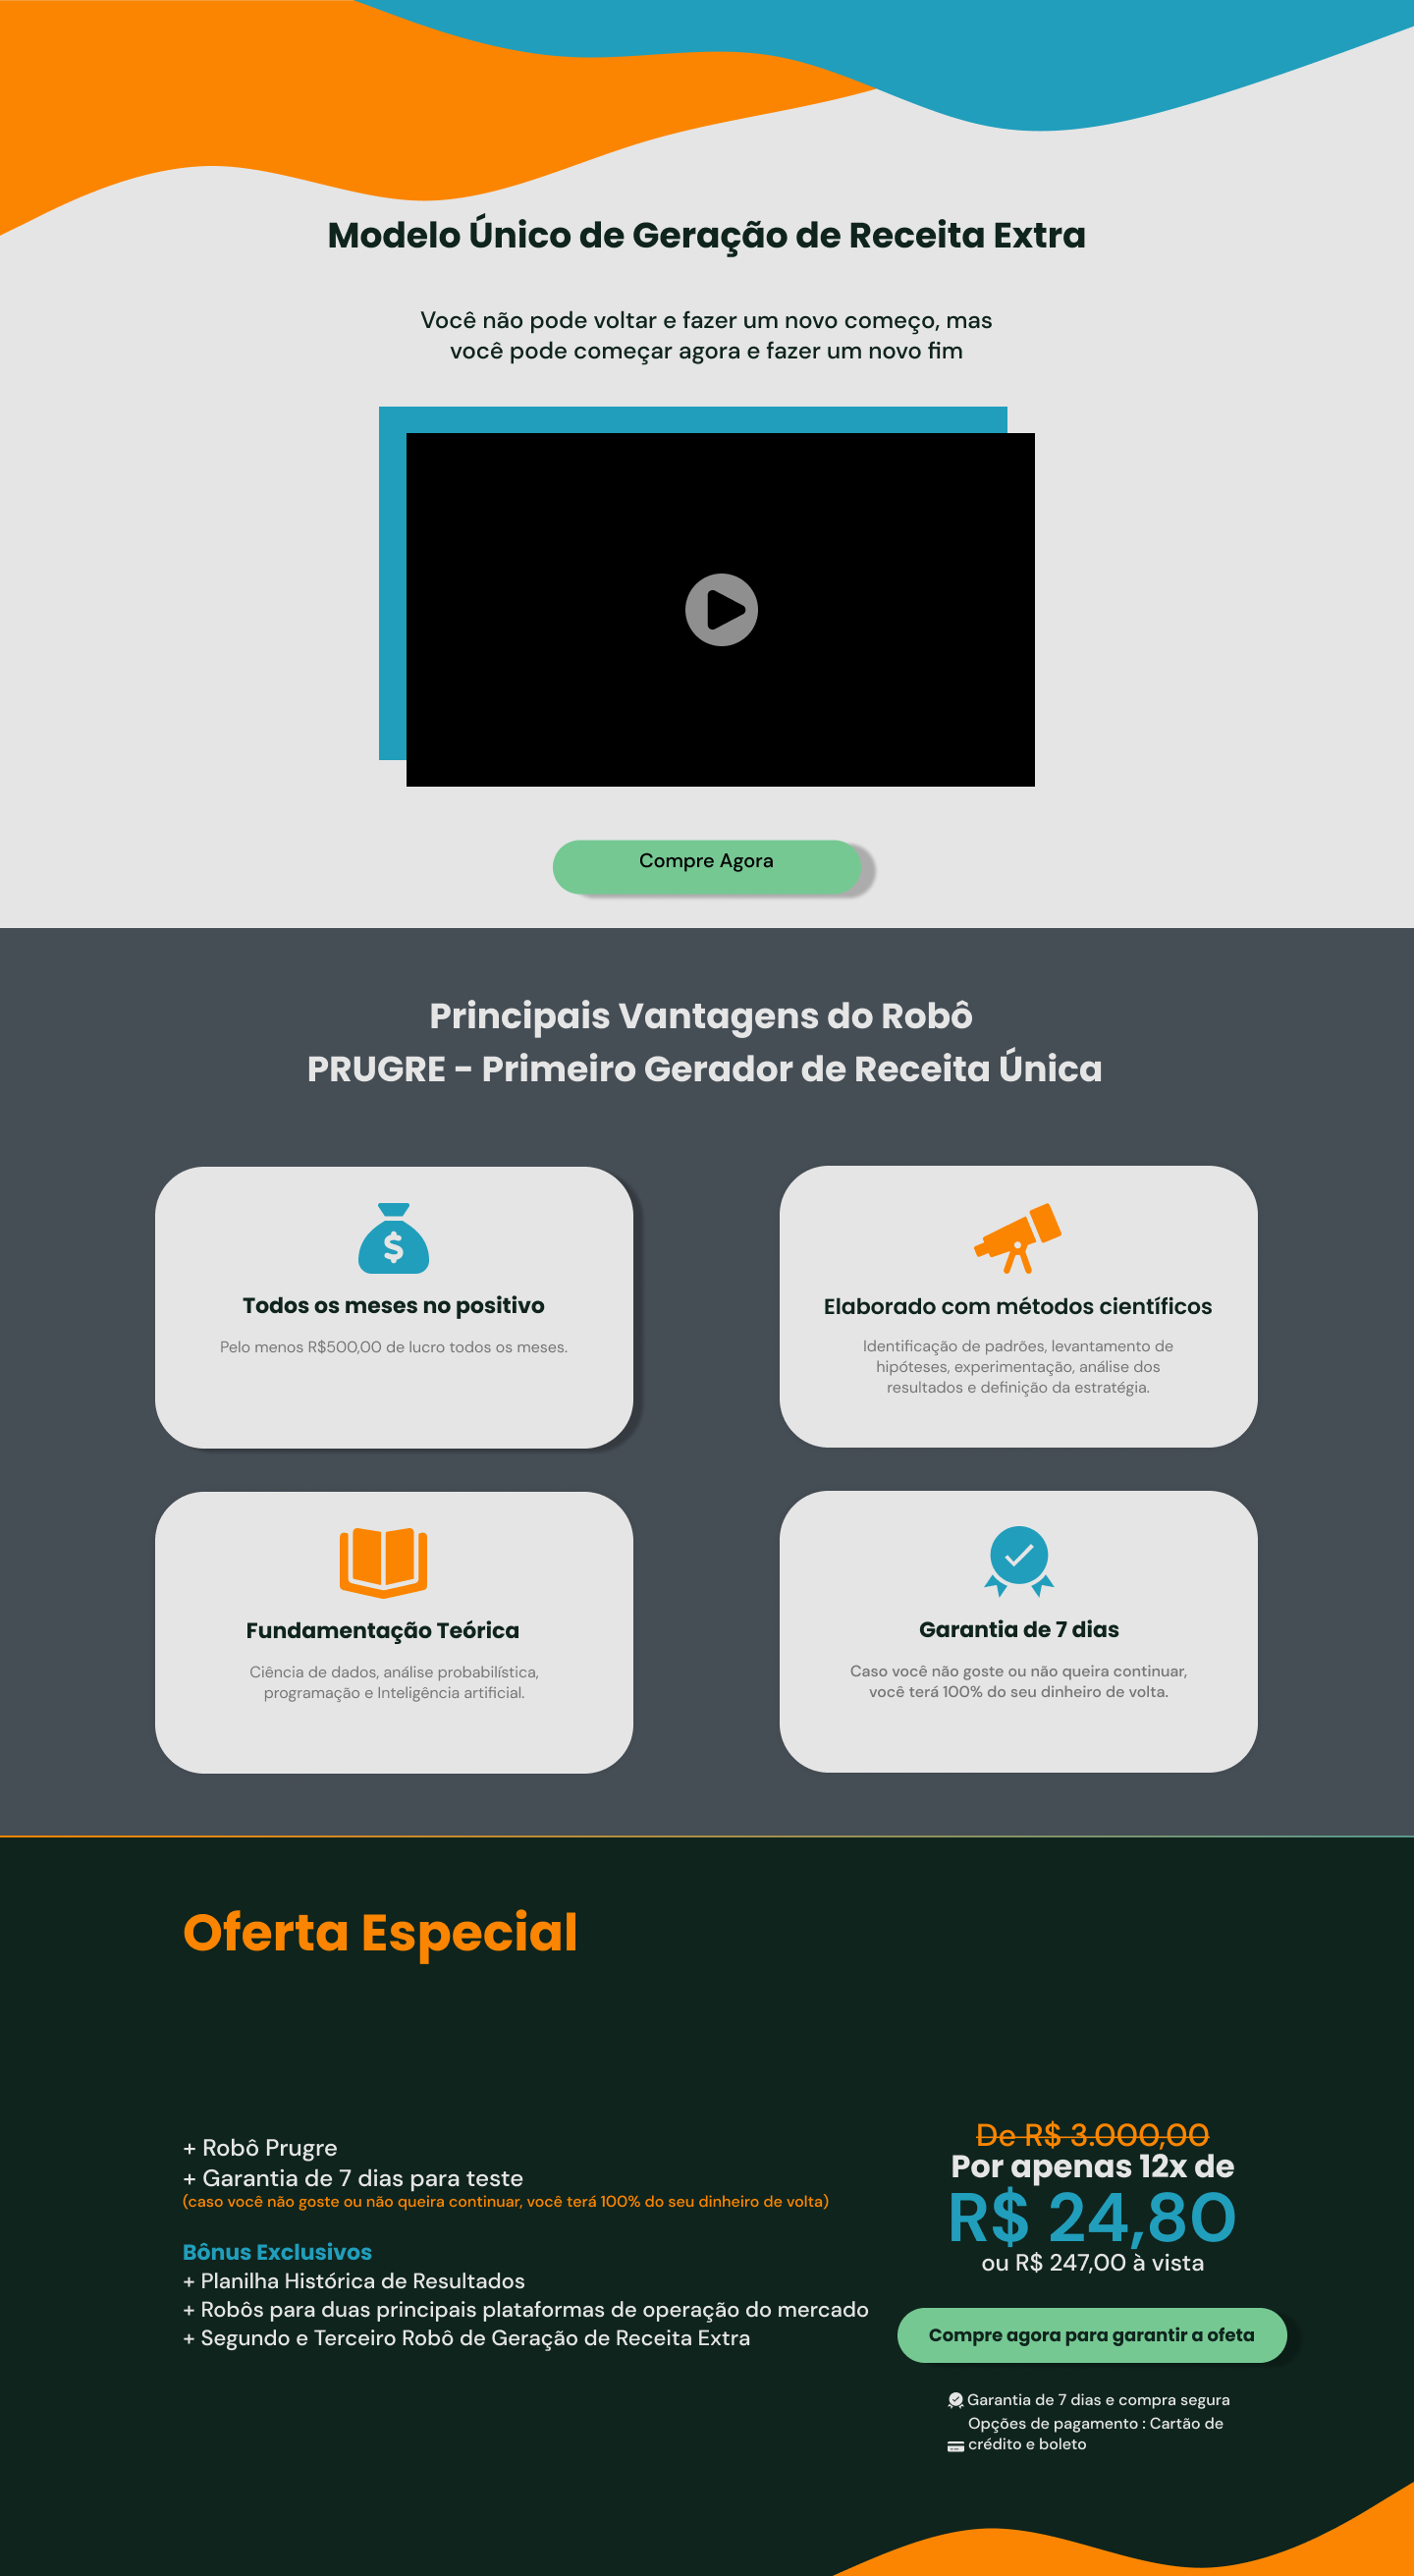 Modelo Único de Geração de Receita Extra
Você não pode voltar e fazer um novo começo, mas
você pode começar agora e fazer um novo fim
Compre Agora
Principais Vantagens do Robô
PRUGRE - Primeiro Gerador de Receita Única
$
Todos os meses no positivo
Pelo menos R$500,00 de lucro todos os meses.
Elaborado com métodos científicos
Identificação de padrões, levantamento de
hipóteses, experimentação, análise dos
resultados e definição da estratégia.
Fundamentação Teórica
Ciência de dados, análise probabilística,
programação e Inteligência artificial.
Garantia de 7 dias
Caso você não goste ou não queira continuar,
você terá 100% do seu dinheiro de volta.
Oferta Especial
+ Robô Prugre
+ Garantia de 7 dias para teste
(caso você não goste ou não queira continuar, você terá 100% do seu dinheiro de volta)
Bônus Exclusivos
+ Planilha Histórica de Resultados
+ Robôs para duas principais plataformas de operação do mercado
+ Segundo e Terceiro Robô de Geração de Receita Extra
De R$ 3.000,00
Por apenas 12x de
R$ 24,80
ou R$ 247,00 à vista
Compre agora para garantir a ofeta
Garantia de 7 dias e compra segura
Opções de pagamento : Cartão de
crédito e boleto